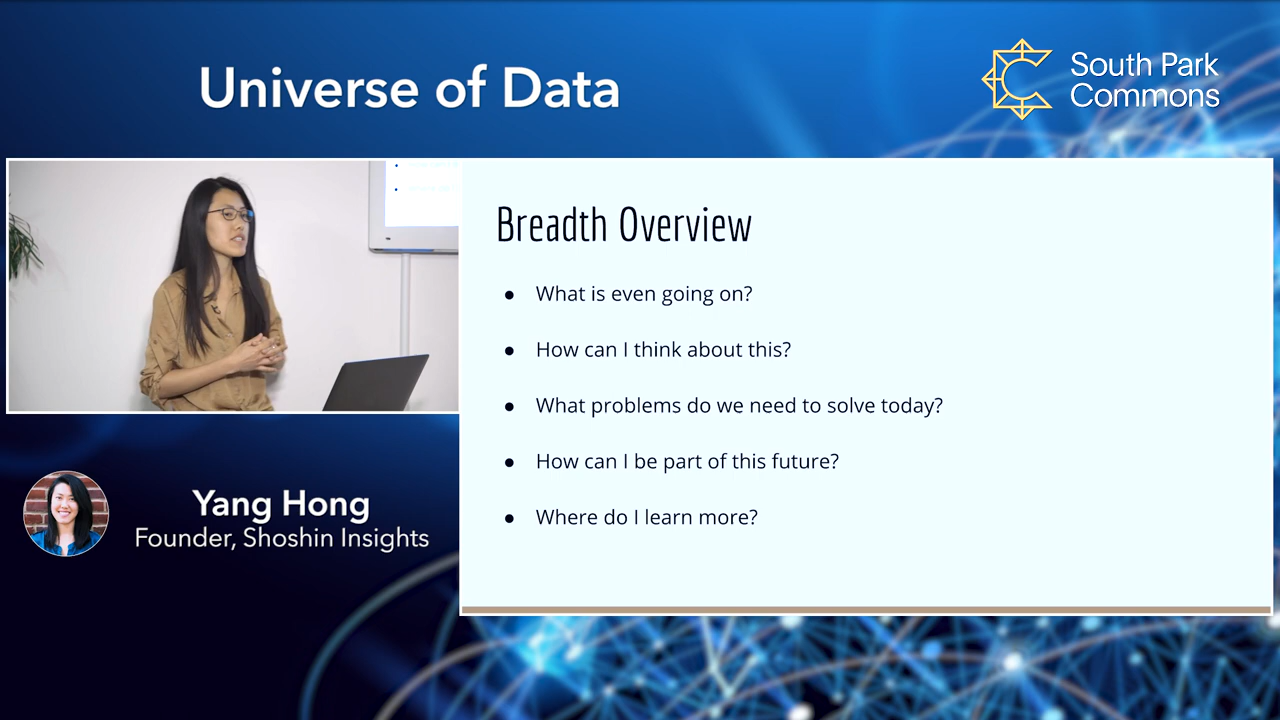 Universe of Data
South Park
Commons
Breadth Overview
● What is even going on?
● How can I think about this?
● What problems do we need to solve today?
● How can I be part of this future?
● Where do I learn more?
Yang Hong
Founder, Shoshin Insights